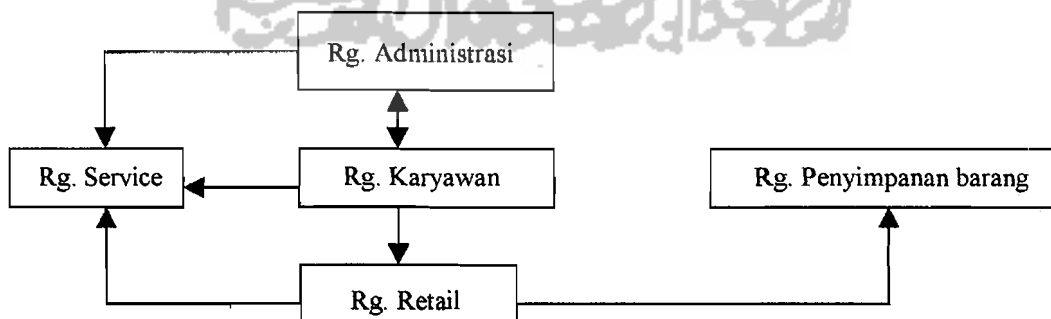 Rg. Administrasi
Rg. Service
Rg. Karyawan
Rg. Penyimpanan barang
Rg. Retail